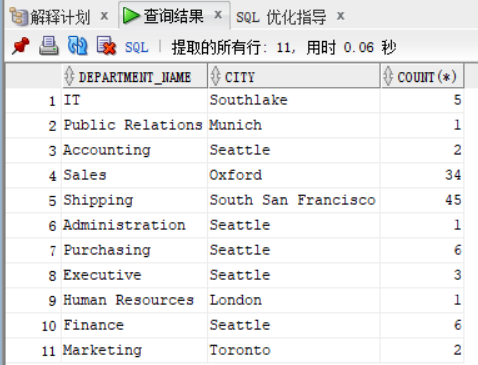 解释计划 × 查询结果 × SQL 优化指导 ×
SQL | 提取的所有行: 11, 用时 0.06 秒
DEPARTMENT_NAME CITY COUNT(*)
1 IT Southlake 5
2 Public Relations Munich 1
3 Accounting Seattle 2
4 Sales Oxford 34
5 Shipping South San Francisco 45
6 Administration Seattle 1
7 Purchasing Seattle 6
8 Executive Seattle 3
9 Human Resources London 1
10 Finance Seattle 6
11 Marketing Toronto 2